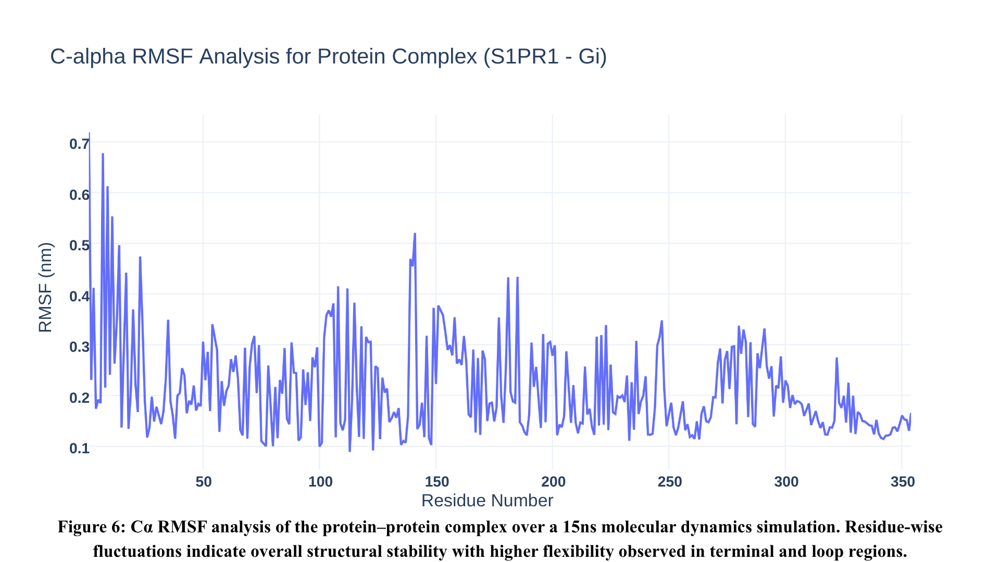 C-alpha RMSF Analysis for Protein Complex (S1PR1 - Gi)
0.7
0.6
0.5
0.4
0.3
0.2
0.1
RMSF (nm)
50 100 150 200 250 300 350
Residue Number
Figure 6: Cα RMSF analysis of the protein–protein complex over a 15ns molecular dynamics simulation. Residue-wise
fluctuations indicate overall structural stability with higher flexibility observed in terminal and loop regions.